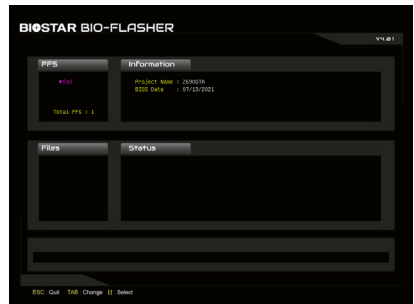 BIOSTAR BIO-FLASHER
V4.01
FFS
Information
fs0
Project Name : Z690GTA
BIOS Date : 07/13/2021
Total FFS : 1
Files
Status
ESC : Quit TAB : Change : Select